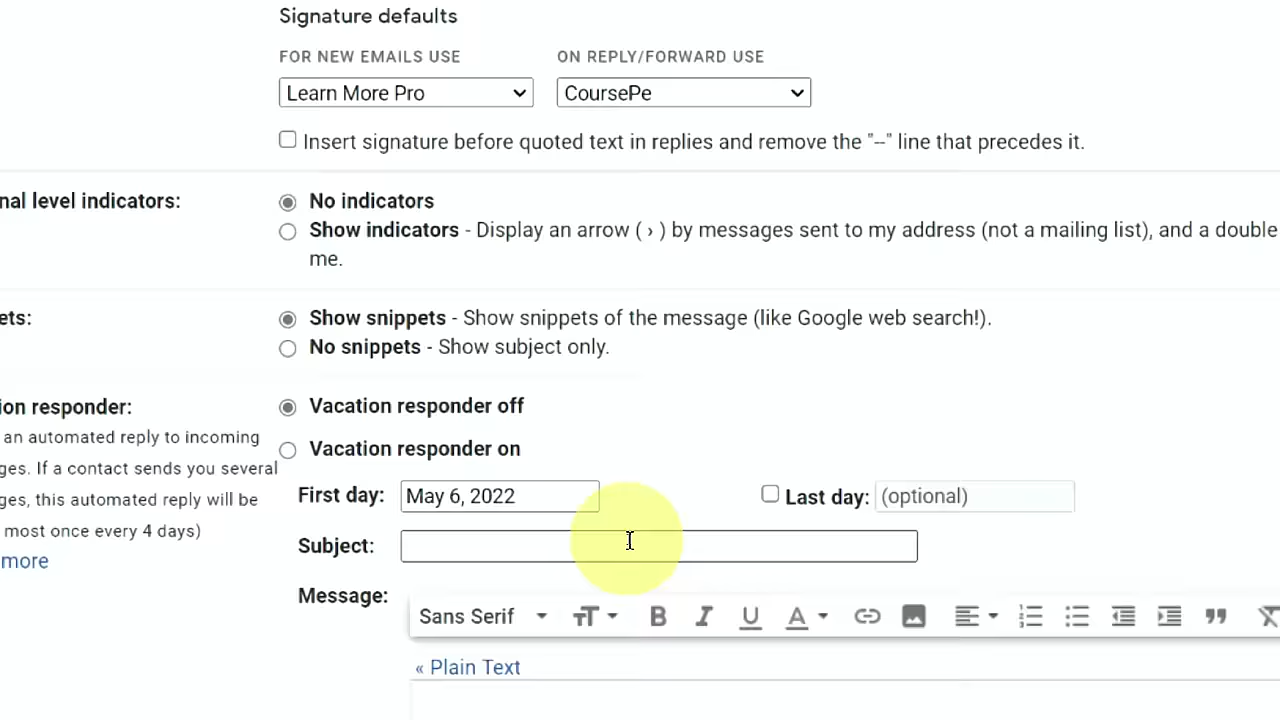 Signature defaults
FOR NEW EMAILS USE ON REPLY/FORWARD USE
Learn More Pro CoursePe
Insert signature before quoted text in replies and remove the "--" line that precedes it.
nal level indicators: No indicators
Show indicators - Display an arrow ( › ) by messages sent to my address (not a mailing list), and a double
me.
ets: Show snippets - Show snippets of the message (like Google web search!).
No snippets - Show subject only.
ion responder: Vacation responder off
an automated reply to incoming
Vacation responder on
ges. If a contact sends you several
ges, this automated reply will be
First day: May 6, 2022 Last day: (optional)
most once every 4 days)
Subject:
more
Message:
Sans Serif
« Plain Text